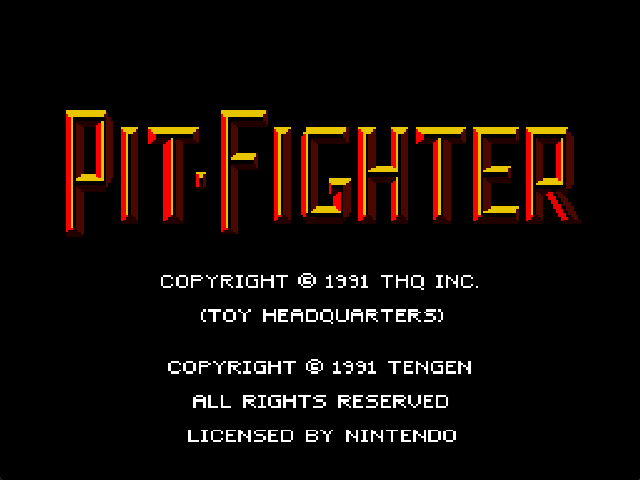 PIT·FIGHTER
COPYRIGHT © 1991 THQ INC.
(TOY HEADQUARTERS)
COPYRIGHT © 1991 TENGEN
ALL RIGHTS RESERVED
LICENSED BY NINTENDO